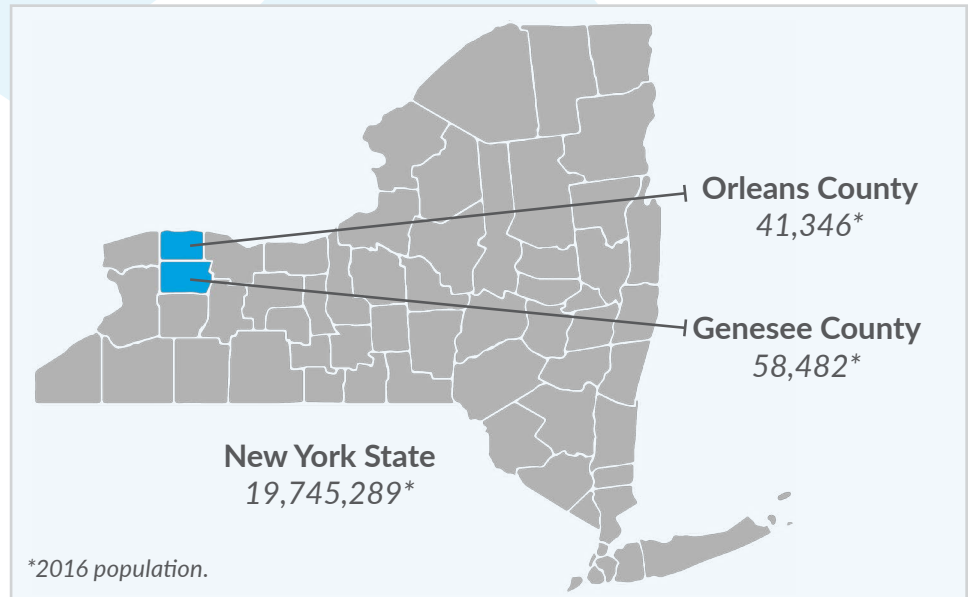 Orleans County
41,346*
Genesee County
58,482*
New York State
19,745,289*
*2016 population.